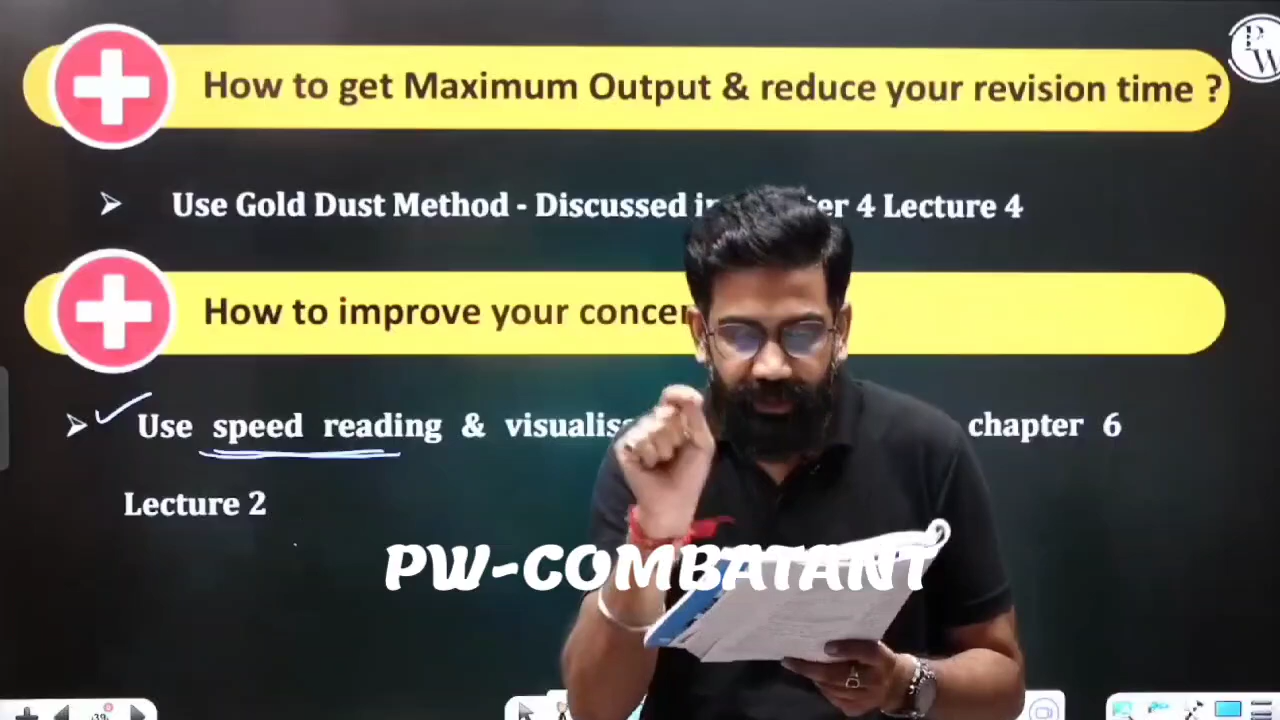 P
W
How to get Maximum Output & reduce your revision time ?
Use Gold Dust Method - Discussed er 4 Lecture 4
How to improve your concen
Use speed reading & visualis chapter 6
Lecture 2
PW-COMBATANT
39